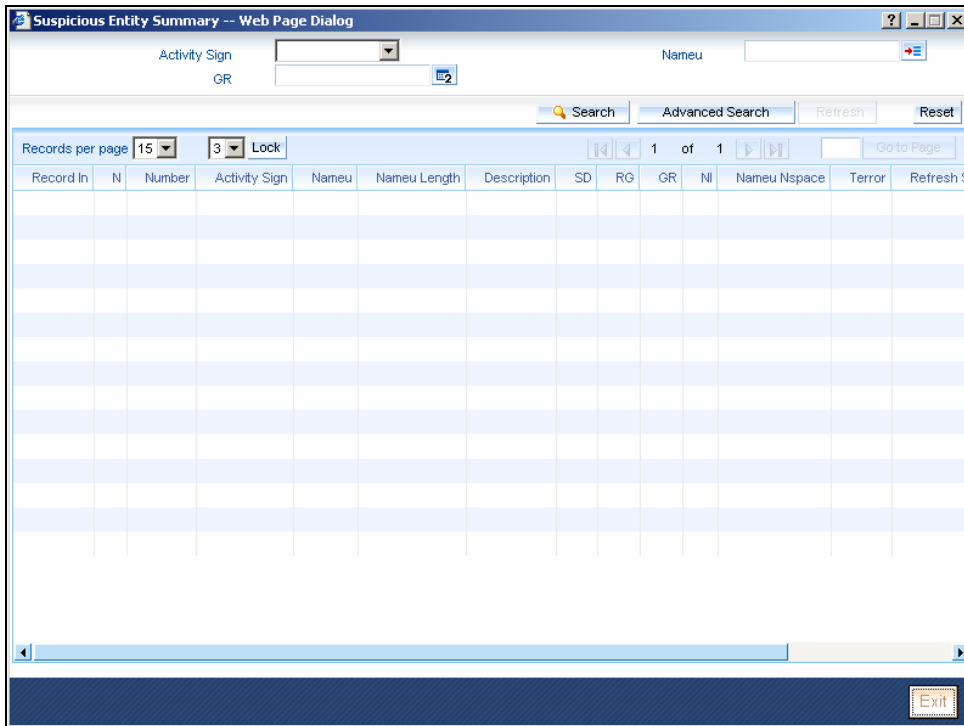 Suspicious Entity Summary -- Web Page Dialog
Activity Sign Nameu
GR
Search Advanced Search Refresh Reset
Records per page 15 3 Lock 1 of 1 Go to Page
Record In N Number Activity Sign Nameu Nameu Length Description SD RG GR NI Nameu Nspace Terror Refresh S
Exit